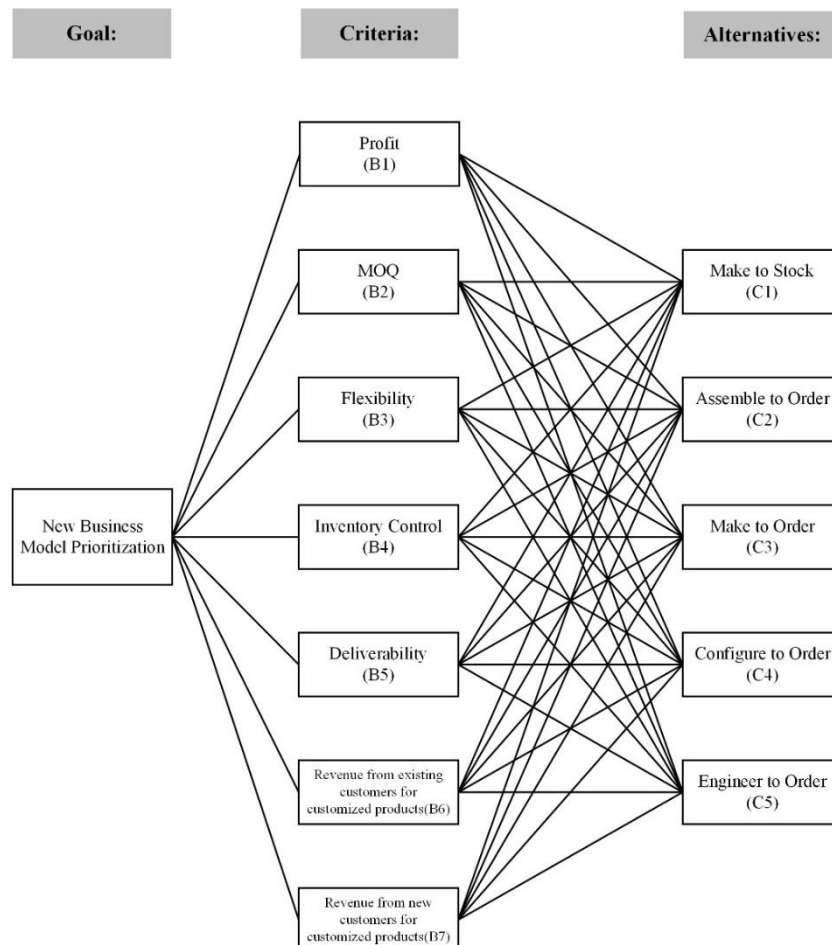 Goal:
Criteria:
Alternatives:
Profit
(B1)
MOQ
(B2)
Flexibility
(B3)
Inventory Control
(B4)
Deliverability
(B5)
Revenue from existing
customers for
customized products(B6)
Revenue from new
customers for
customized products(B7)
New Business
Model Prioritization
Make to Stock
(C1)
Assemble to Order
(C2)
Make to Order
(C3)
Configure to Order
(C4)
Engineer to Order
(C5)